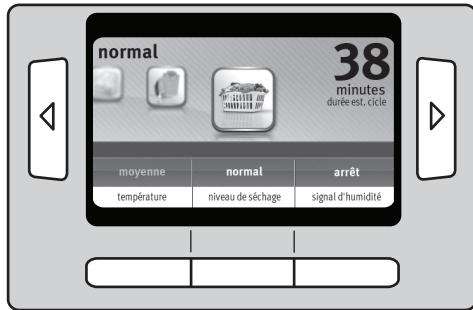 normal
38
minutes
durée est. cicle
moyenne normal arrêt
température niveau de séchage signal d'humidité